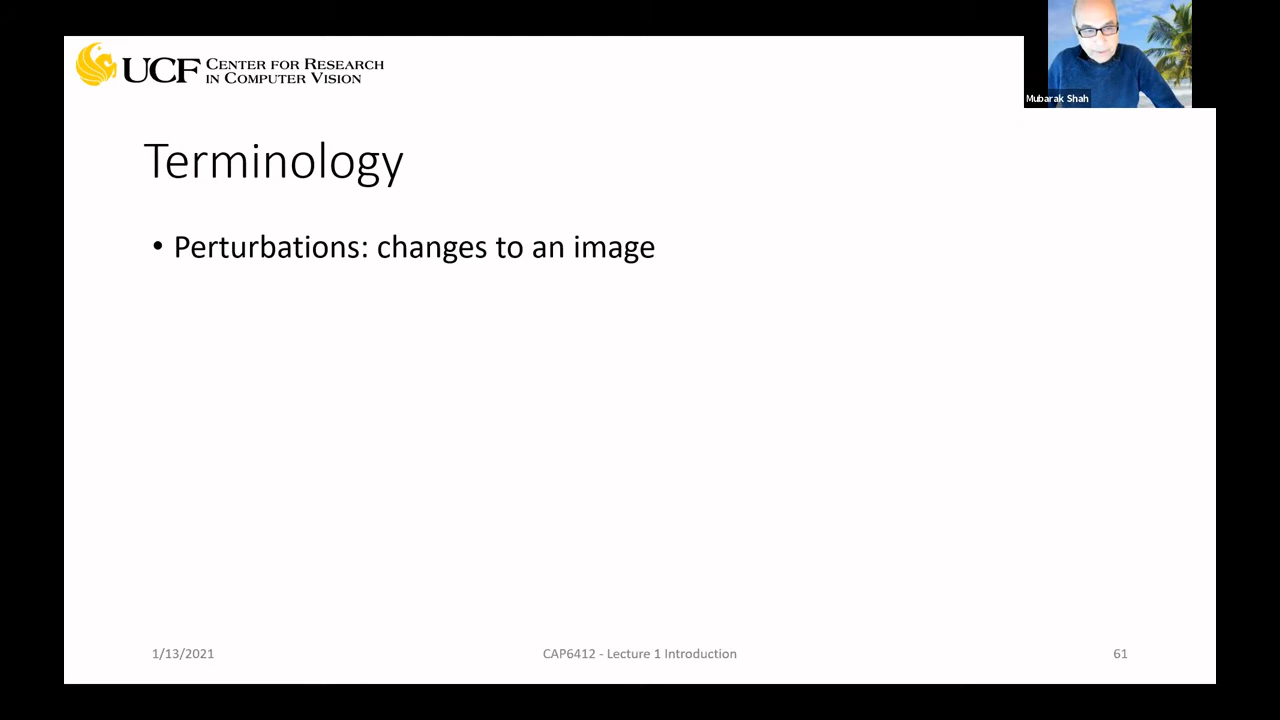 UCF CENTER FOR RESEARCH
IN COMPUTER VISION
Mubarak Shah
Terminology
• Perturbations: changes to an image
1/13/2021
CAP6412 - Lecture 1 Introduction
61